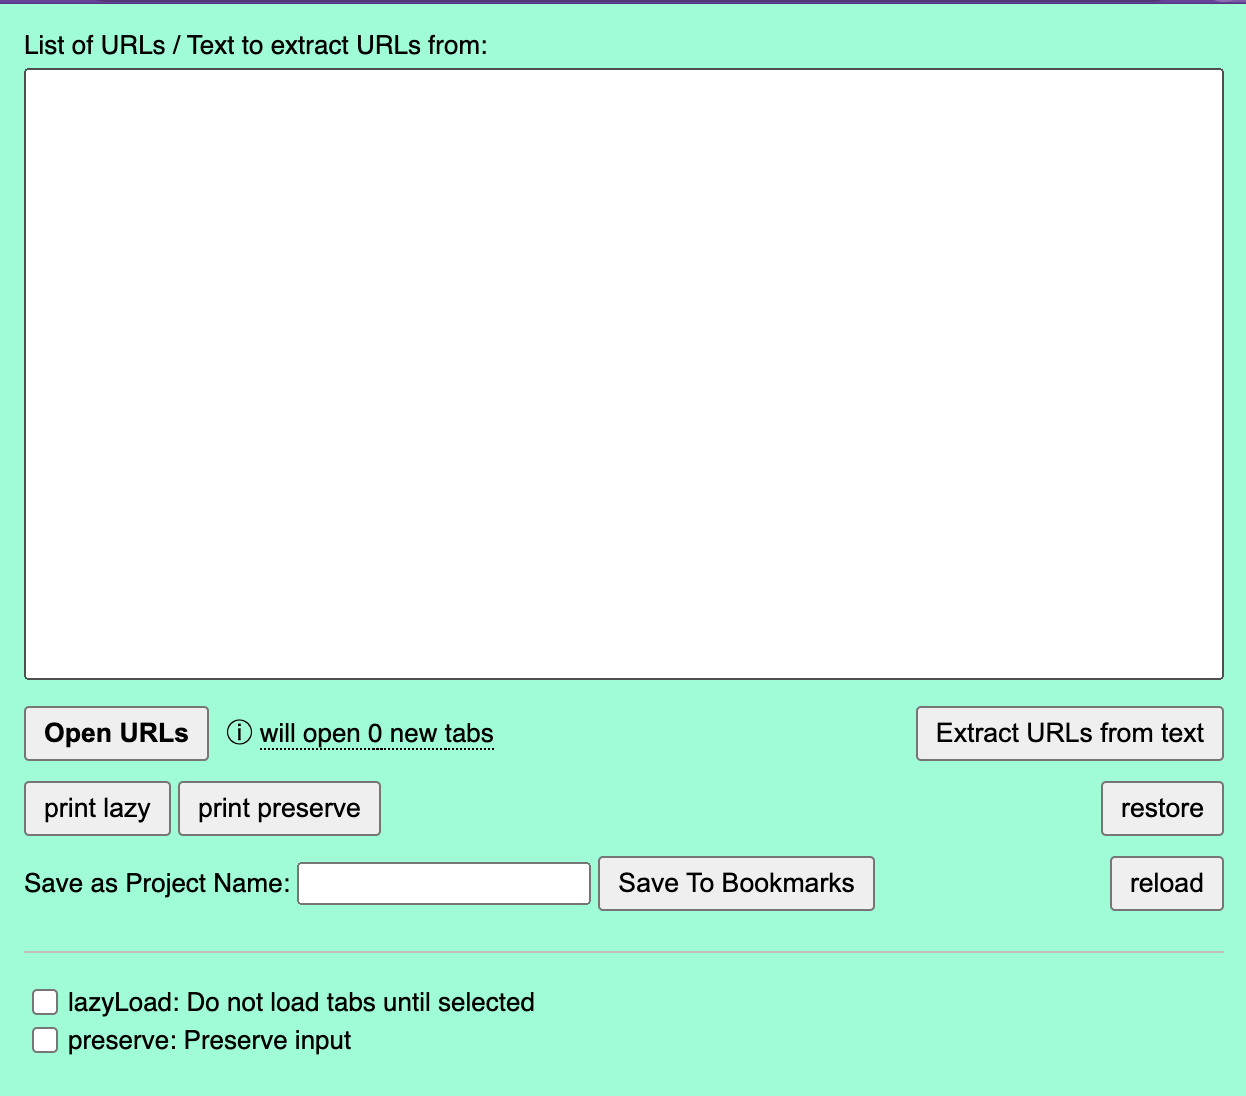 List of URLs / Text to extract URLs from:
Open URLs ⓘ will open 0 new tabs Extract URLs from text
print lazy print preserve restore
Save as Project Name: Save To Bookmarks reload
lazyLoad: Do not load tabs until selected
preserve: Preserve input